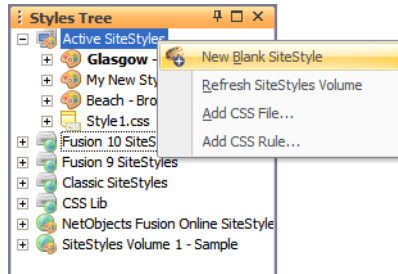 Styles Tree
Active SiteStyles
Glasgow -
New Blank SiteStyle
My New Sty
Refresh SiteStyles Volume
Beach - Bro
Add CSS File...
Style1.css
Add CSS Rule...
Fusion 10 SiteS
Fusion 9 SiteStyles
Classic SiteStyles
CSS Lib
NetObjects Fusion Online SiteStyle
SiteStyles Volume 1 - Sample